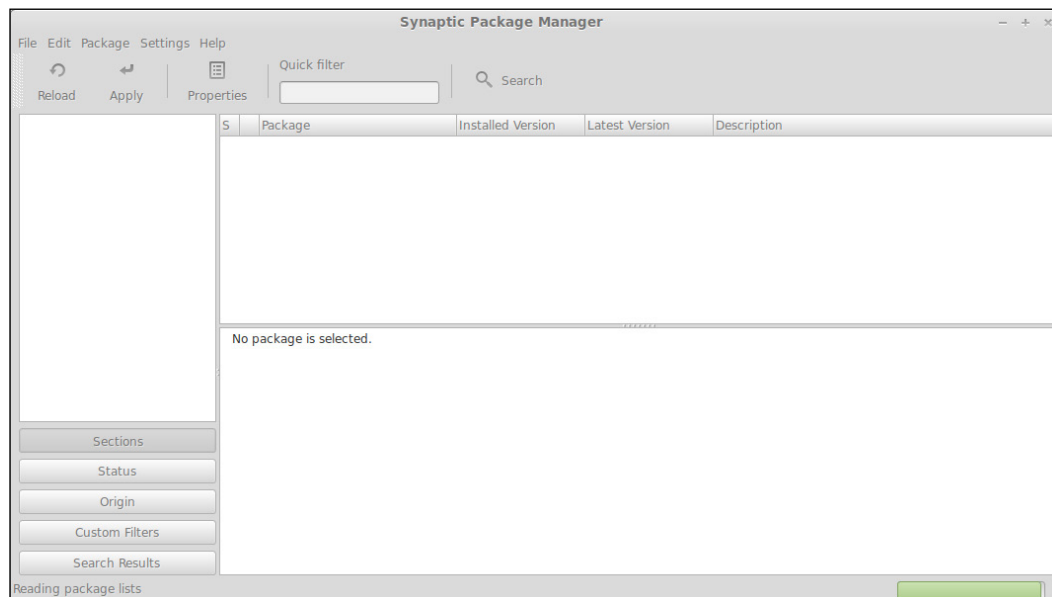 Synaptic Package Manager
File Edit Package Settings Help
Reload
Apply
Properties
Quick filter
Search
S Package Installed Version Latest Version Description
No package is selected.
Sections
Status
Origin
Custom Filters
Search Results
Reading package lists